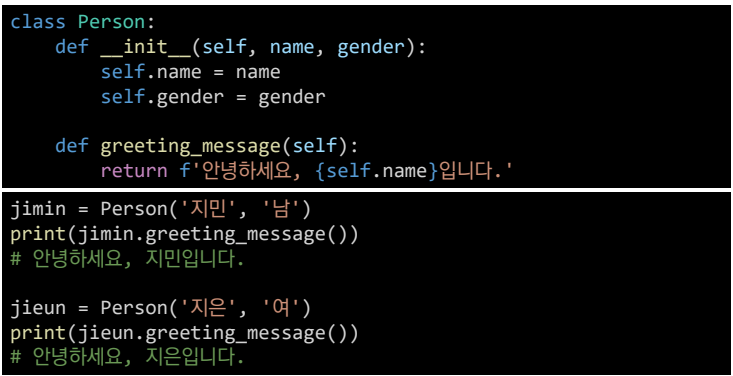 class Person:
    def __init__(self, name, gender):
        self.name = name
        self.gender = gender

    def greeting_message(self):
        return f'안녕하세요, {self.name}입니다.'
jimin = Person('지민', '남')
print(jimin.greeting_message())
# 안녕하세요, 지민입니다.

jieun = Person('지은', '여')
print(jieun.greeting_message())
# 안녕하세요, 지은입니다.